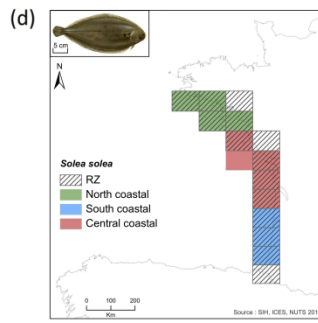 (d)
5 cm
N
Solea solea
RZ
North coastal
South coastal
Central coastal
0 100 200
Km
Source : SIH, ICES, NUTS 201